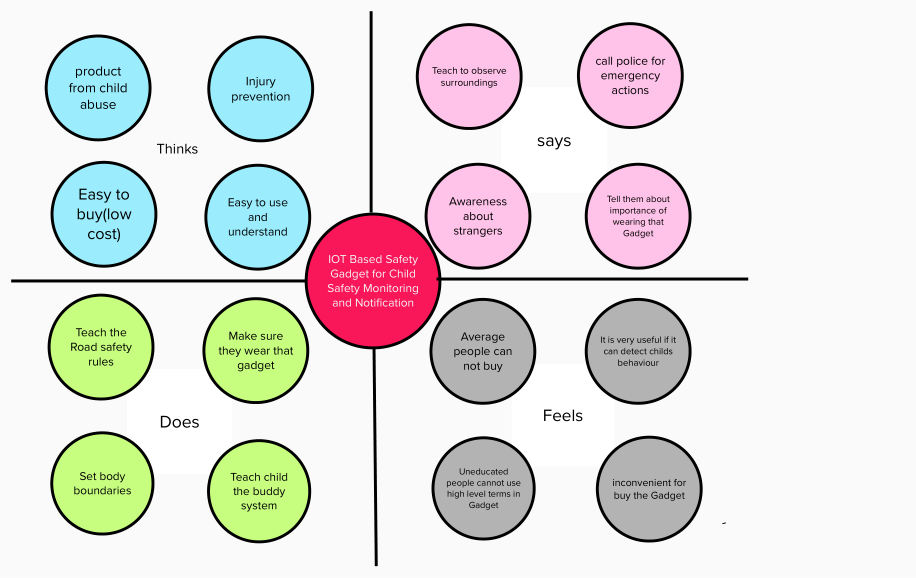 product
from child
abuse
Injury
prevention
Thinks
Easy to
buy(low
cost)
Easy to use
and
understand
Teach to observe
surroundings
call police for
emergency
actions
says
Awareness
about
strangers
Tell them about
importance of
wearing that
Gadget
IOT Based Safety
Gadget for Child
Safety Monitoring
and Notification
Teach the
Road safety
rules
Make sure
they wear that
gadget
Does
Set body
boundaries
Teach child
the buddy
system
Average
people can
not buy
It is very useful if it
can detect childs
behaviour
Feels
Uneducated
people cannot use
high level terms in
Gadget
inconvenient for
buy the Gadget